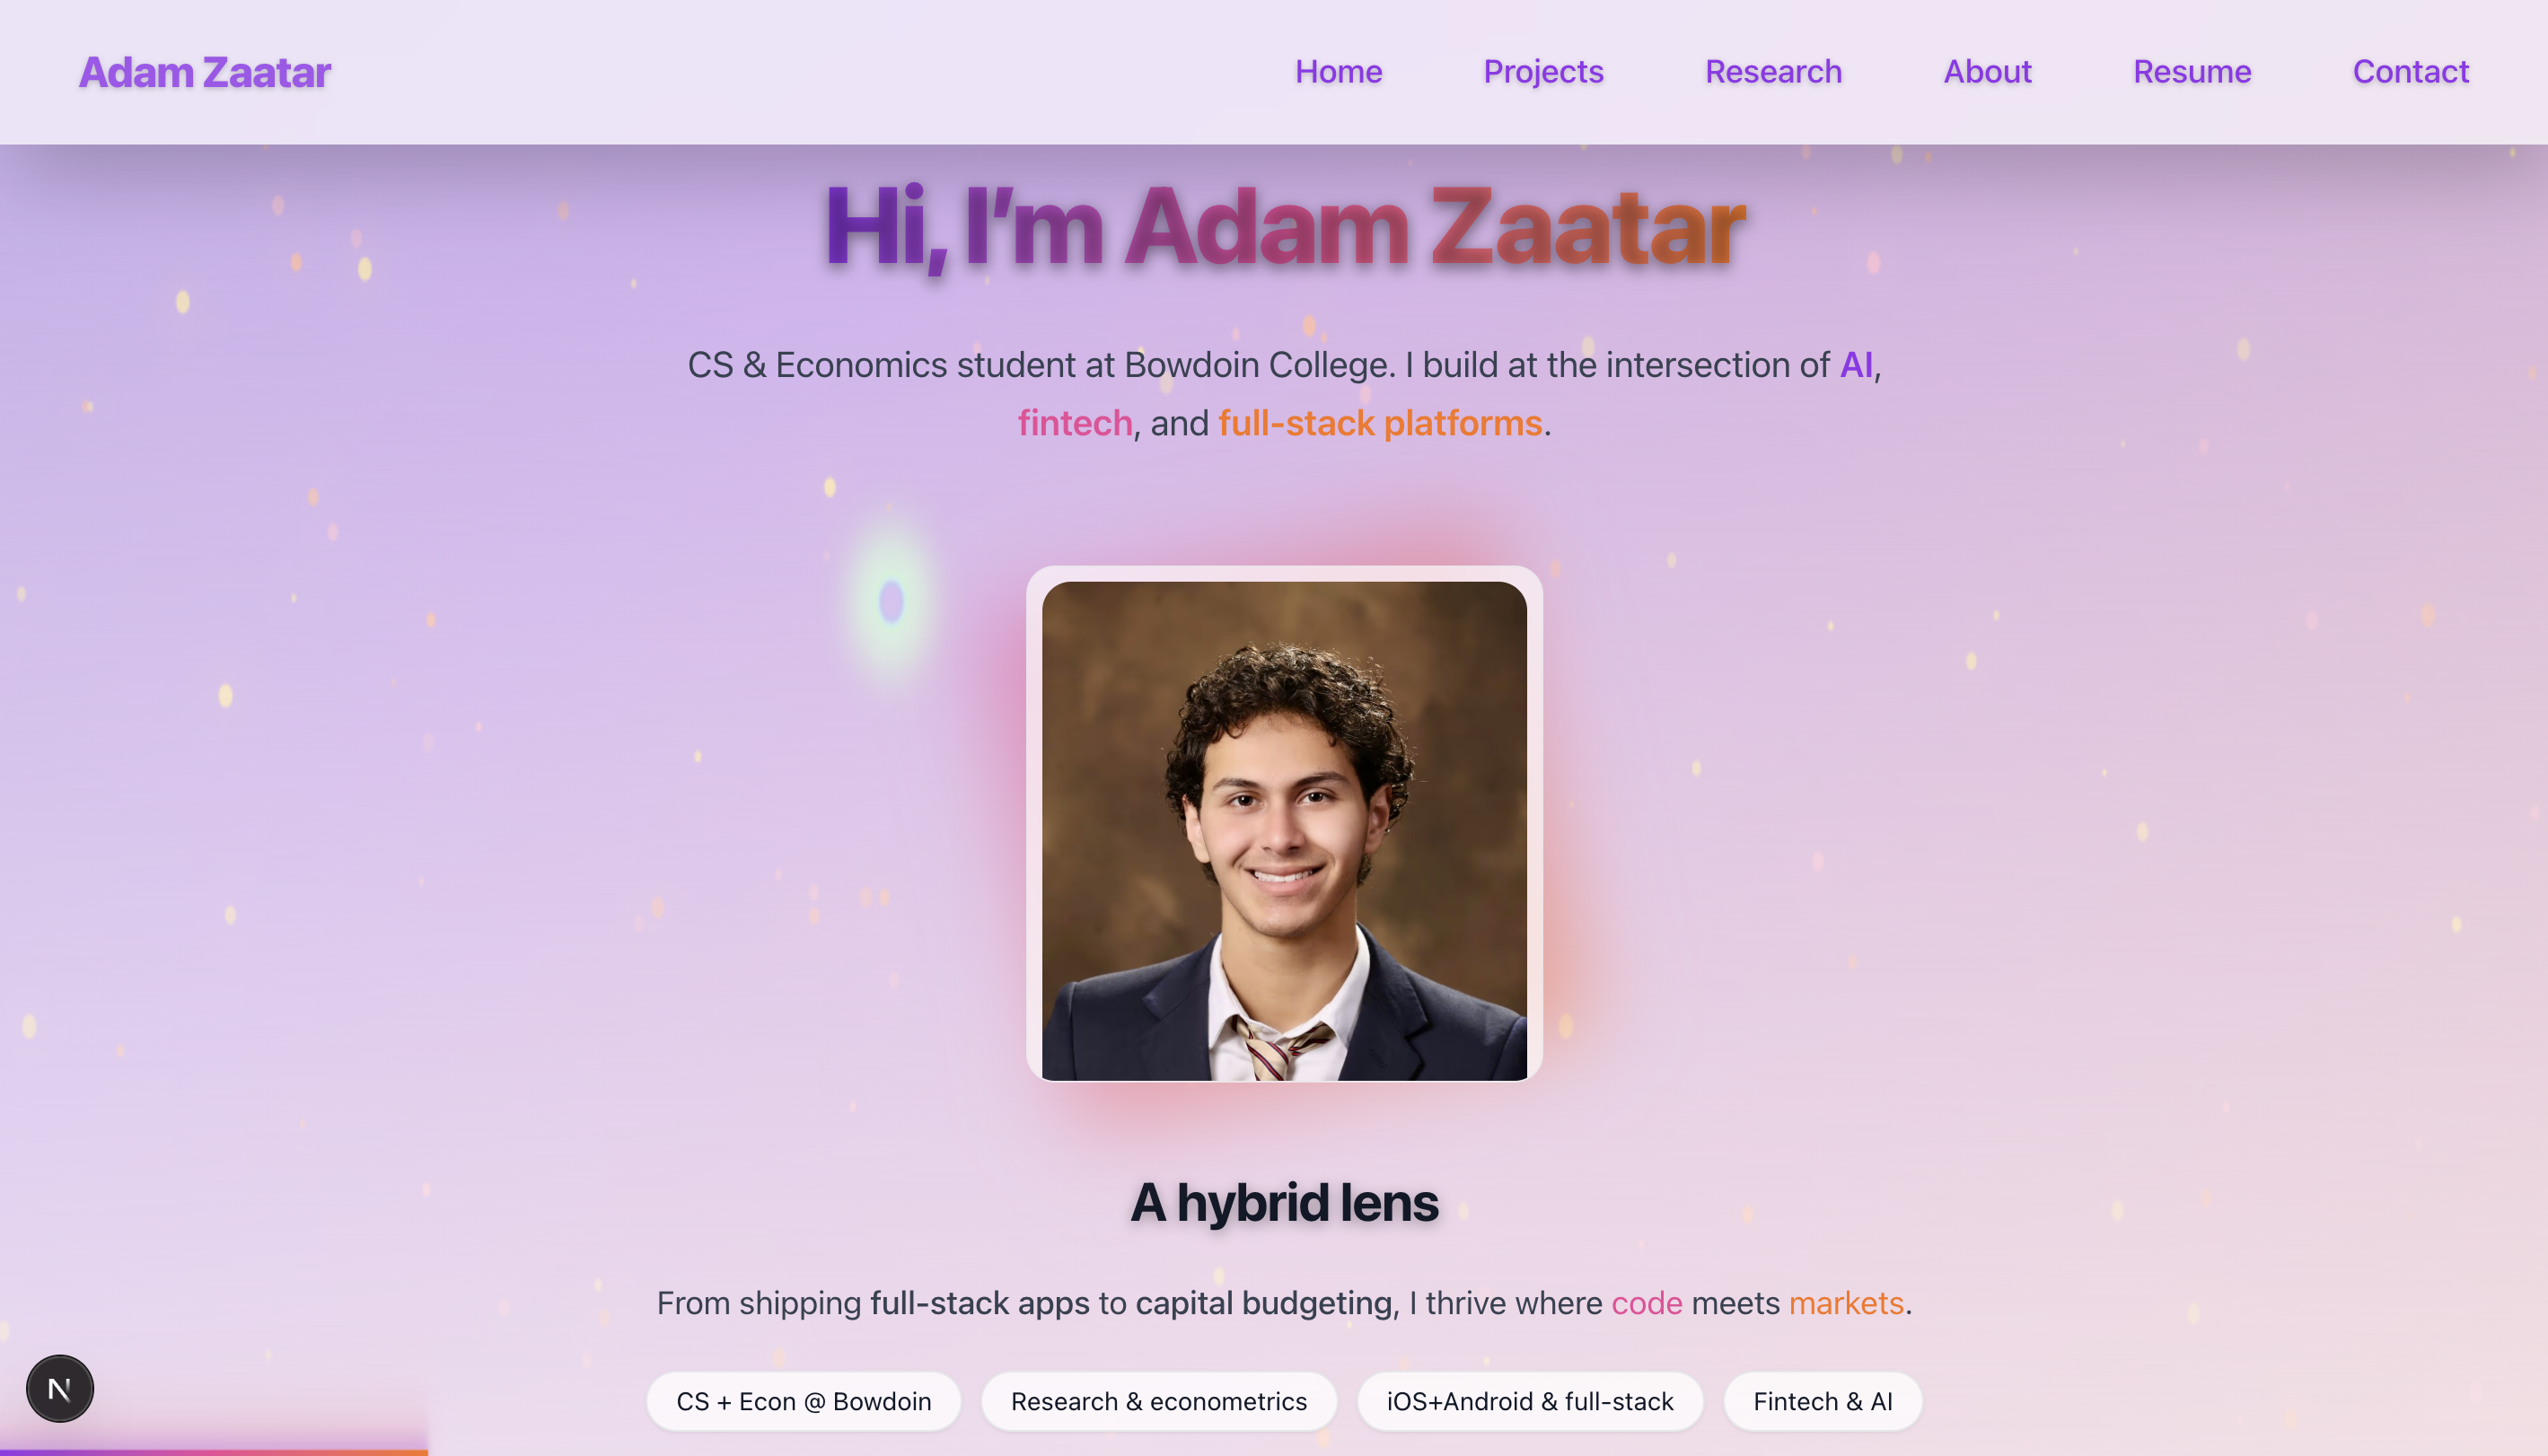 Adam Zaatar
Home Projects Research About Resume Contact
Hi, I’m Adam Zaatar
CS & Economics student at Bowdoin College. I build at the intersection of AI,
fintech, and full-stack platforms.
A hybrid lens
From shipping full-stack apps to capital budgeting, I thrive where code meets markets.
CS + Econ @ Bowdoin
Research & econometrics
iOS+Android & full-stack
Fintech & AI
N